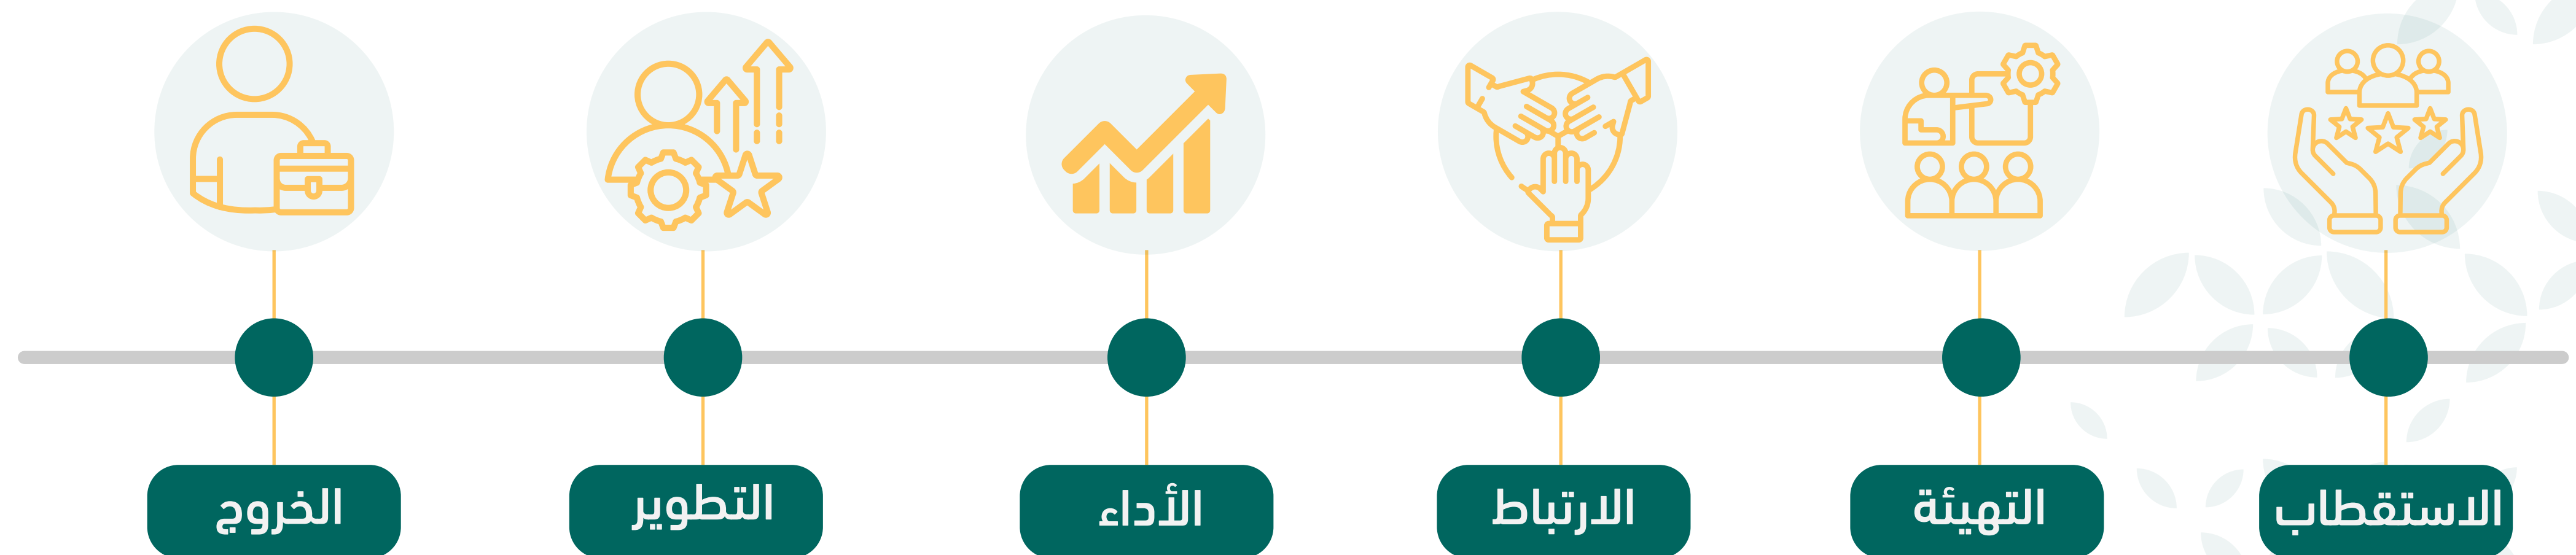 الاستقطاب
التهيئة
الارتباط
الأداء
التطوير
الخروج